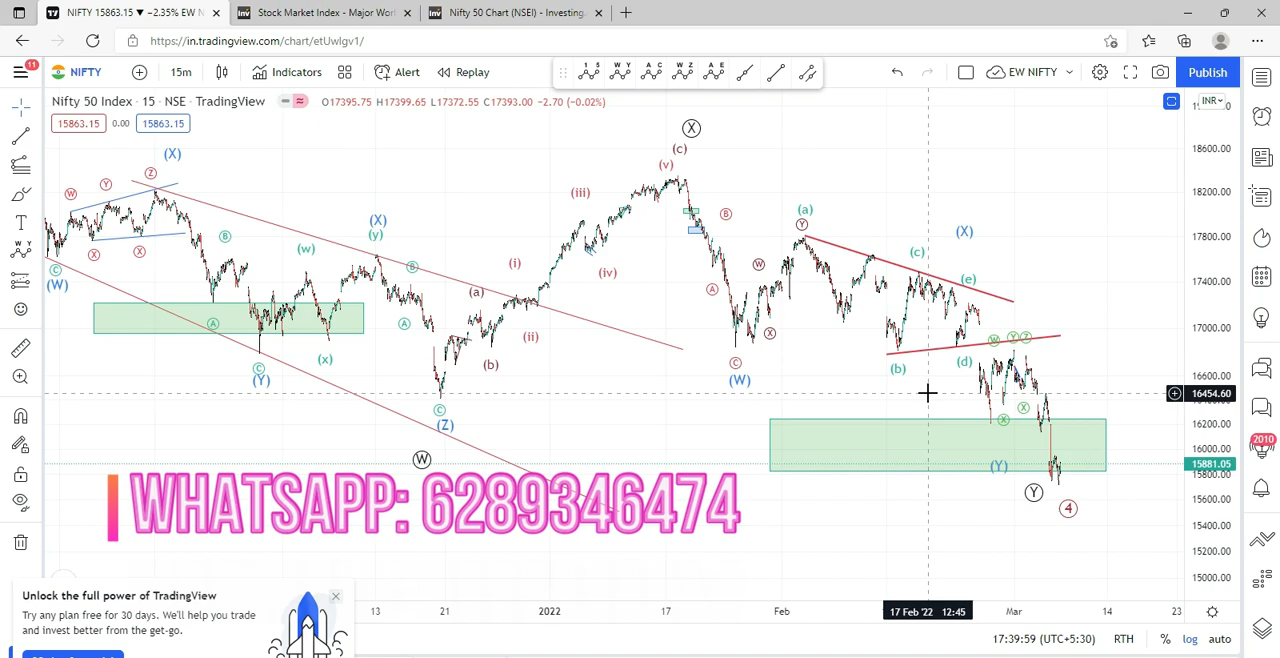 NIFTY 15863.15 ▼ −2.35% EW N
Stock Market Index - Major Worl
Nifty 50 Chart (NSEI) - Investing.
https://in.tradingview.com/chart/etUwIgv1/
11
NIFTY
15m
Indicators
Alert
Replay
EW NIFTY
Publish
Nifty 50 Index · 15 · NSE · TradingView
O17395.75 H17399.65 L17372.55 C17393.00 −2.70 (−0.02%)
INR
15863.15 0.00 15863.15
X
18600.00
(c)
(X)
(v)
Z
Y
W
(iii)
18200.00
(a)
B
(X)
Y
(X)
(y)
B
17800.00
X
X
(w)
(i)
(iv)
B
W
(c)
(e)
17400.00
C
(W)
(a)
A
A
A
(ii)
X
17000.00
(x)
(b)
C
(b)
(d)
W
Y
Z
C
(Y)
(W)
16600.00
16454.60
C
(Z)
X
X
16200.00
W
16000.00
(Y)
15881.05
15800.00
Y
4
15600.00
WHATSAPP: 6289346474
15400.00
15200.00
15000.00
2010
Unlock the full power of TradingView
Try any plan free for 30 days. We'll help you trade
and invest better from the get-go.
13
21
2022
17
Feb
17 Feb '22 12:45
Mar
14
23
17:39:59 (UTC+5:30)
RTH
%
log
auto